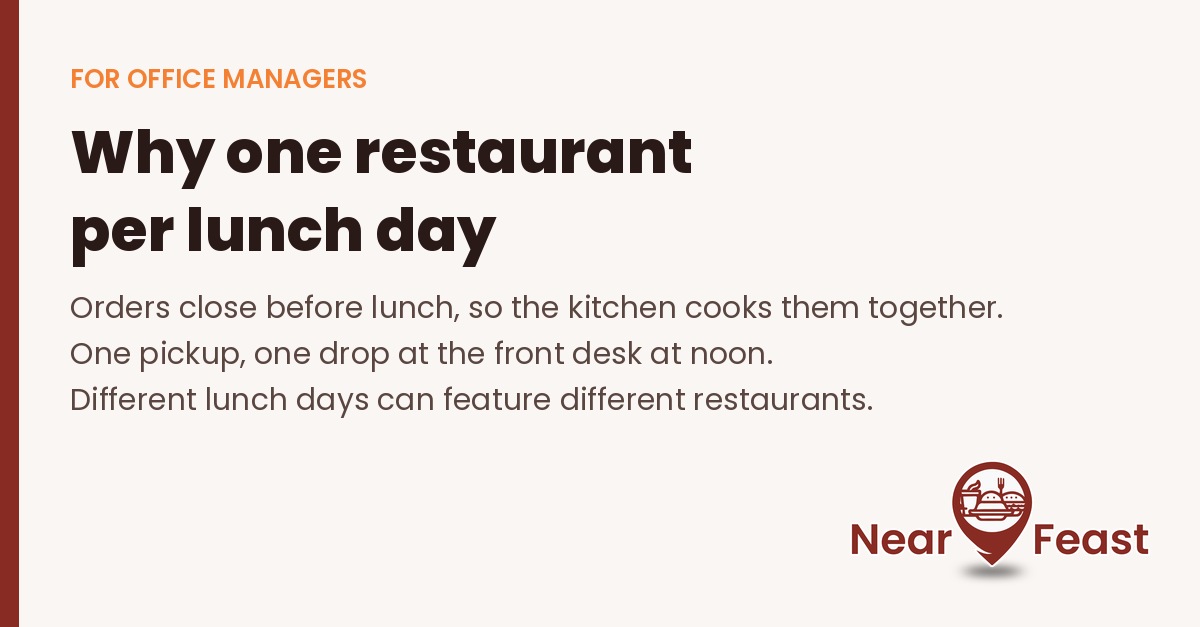 FOR OFFICE MANAGERS
Why one restaurant
per lunch day
Orders close before lunch, so the kitchen cooks them together.
One pickup, one drop at the front desk at noon.
Different lunch days can feature different restaurants.
Near Feast